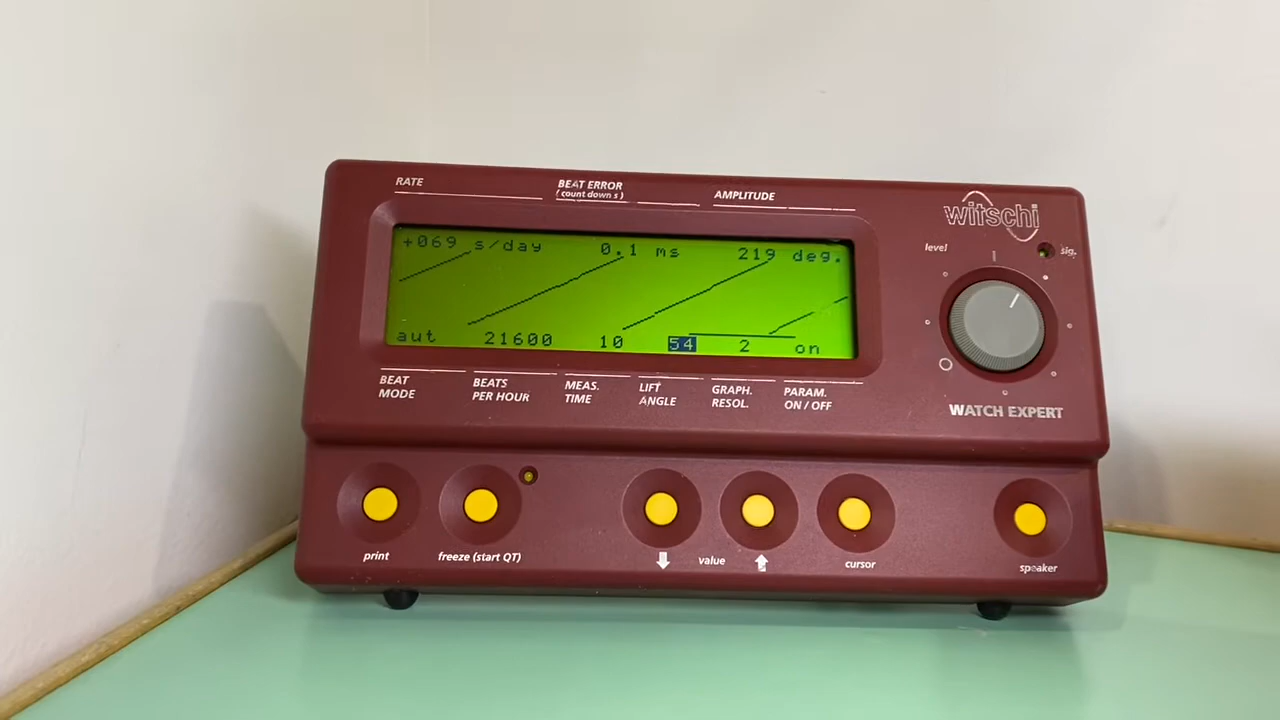 RATE BEAT ERROR AMPLITUDE
(count down s)
witschi
level sig.
+069 s/day 0.1 ms 219 deg.
aut 21600 10 54 2 on
BEAT MODE BEATS PER HOUR MEAS. TIME LIFT ANGLE GRAPH. RESOL. PARAM. ON / OFF
WATCH EXPERT
print freeze (start QT) value cursor speaker